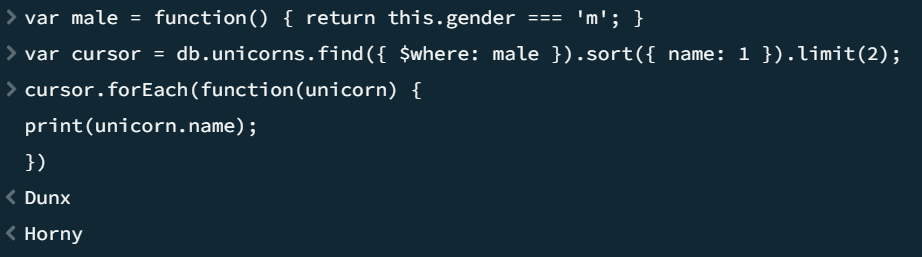 > var male = function() { return this.gender === 'm'; }
> var cursor = db.unicorns.find({ $where: male }).sort({ name: 1 }).limit(2);
> cursor.forEach(function(unicorn) {
print(unicorn.name);
})
< Dunx
< Horny